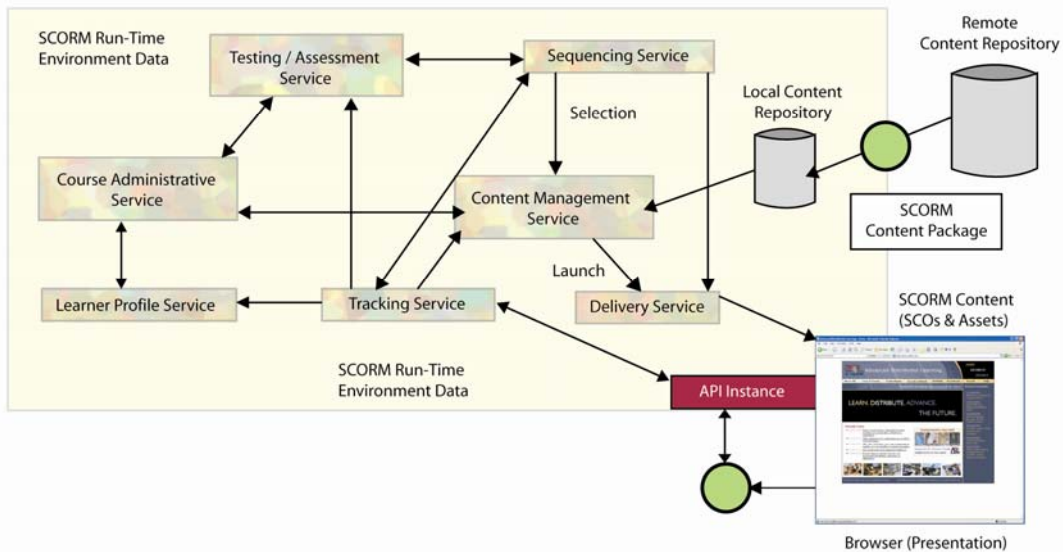 SCORM Run-Time
Environment Data
Testing / Assessment
Service
Sequencing Service
Remote
Content Repository
Local Content
Repository
Selection
Course Administrative
Service
Content Management
Service
SCORM
Content Package
Launch
Learner Profile Service
Tracking Service
Delivery Service
SCORM Content
(SCOs & Assets)
SCORM Run-Time
Environment Data
API Instance
Advanced Distributed Learning
LEARN. DISTRIBUTE. ADVANCE.
THE FUTURE.
Browser (Presentation)